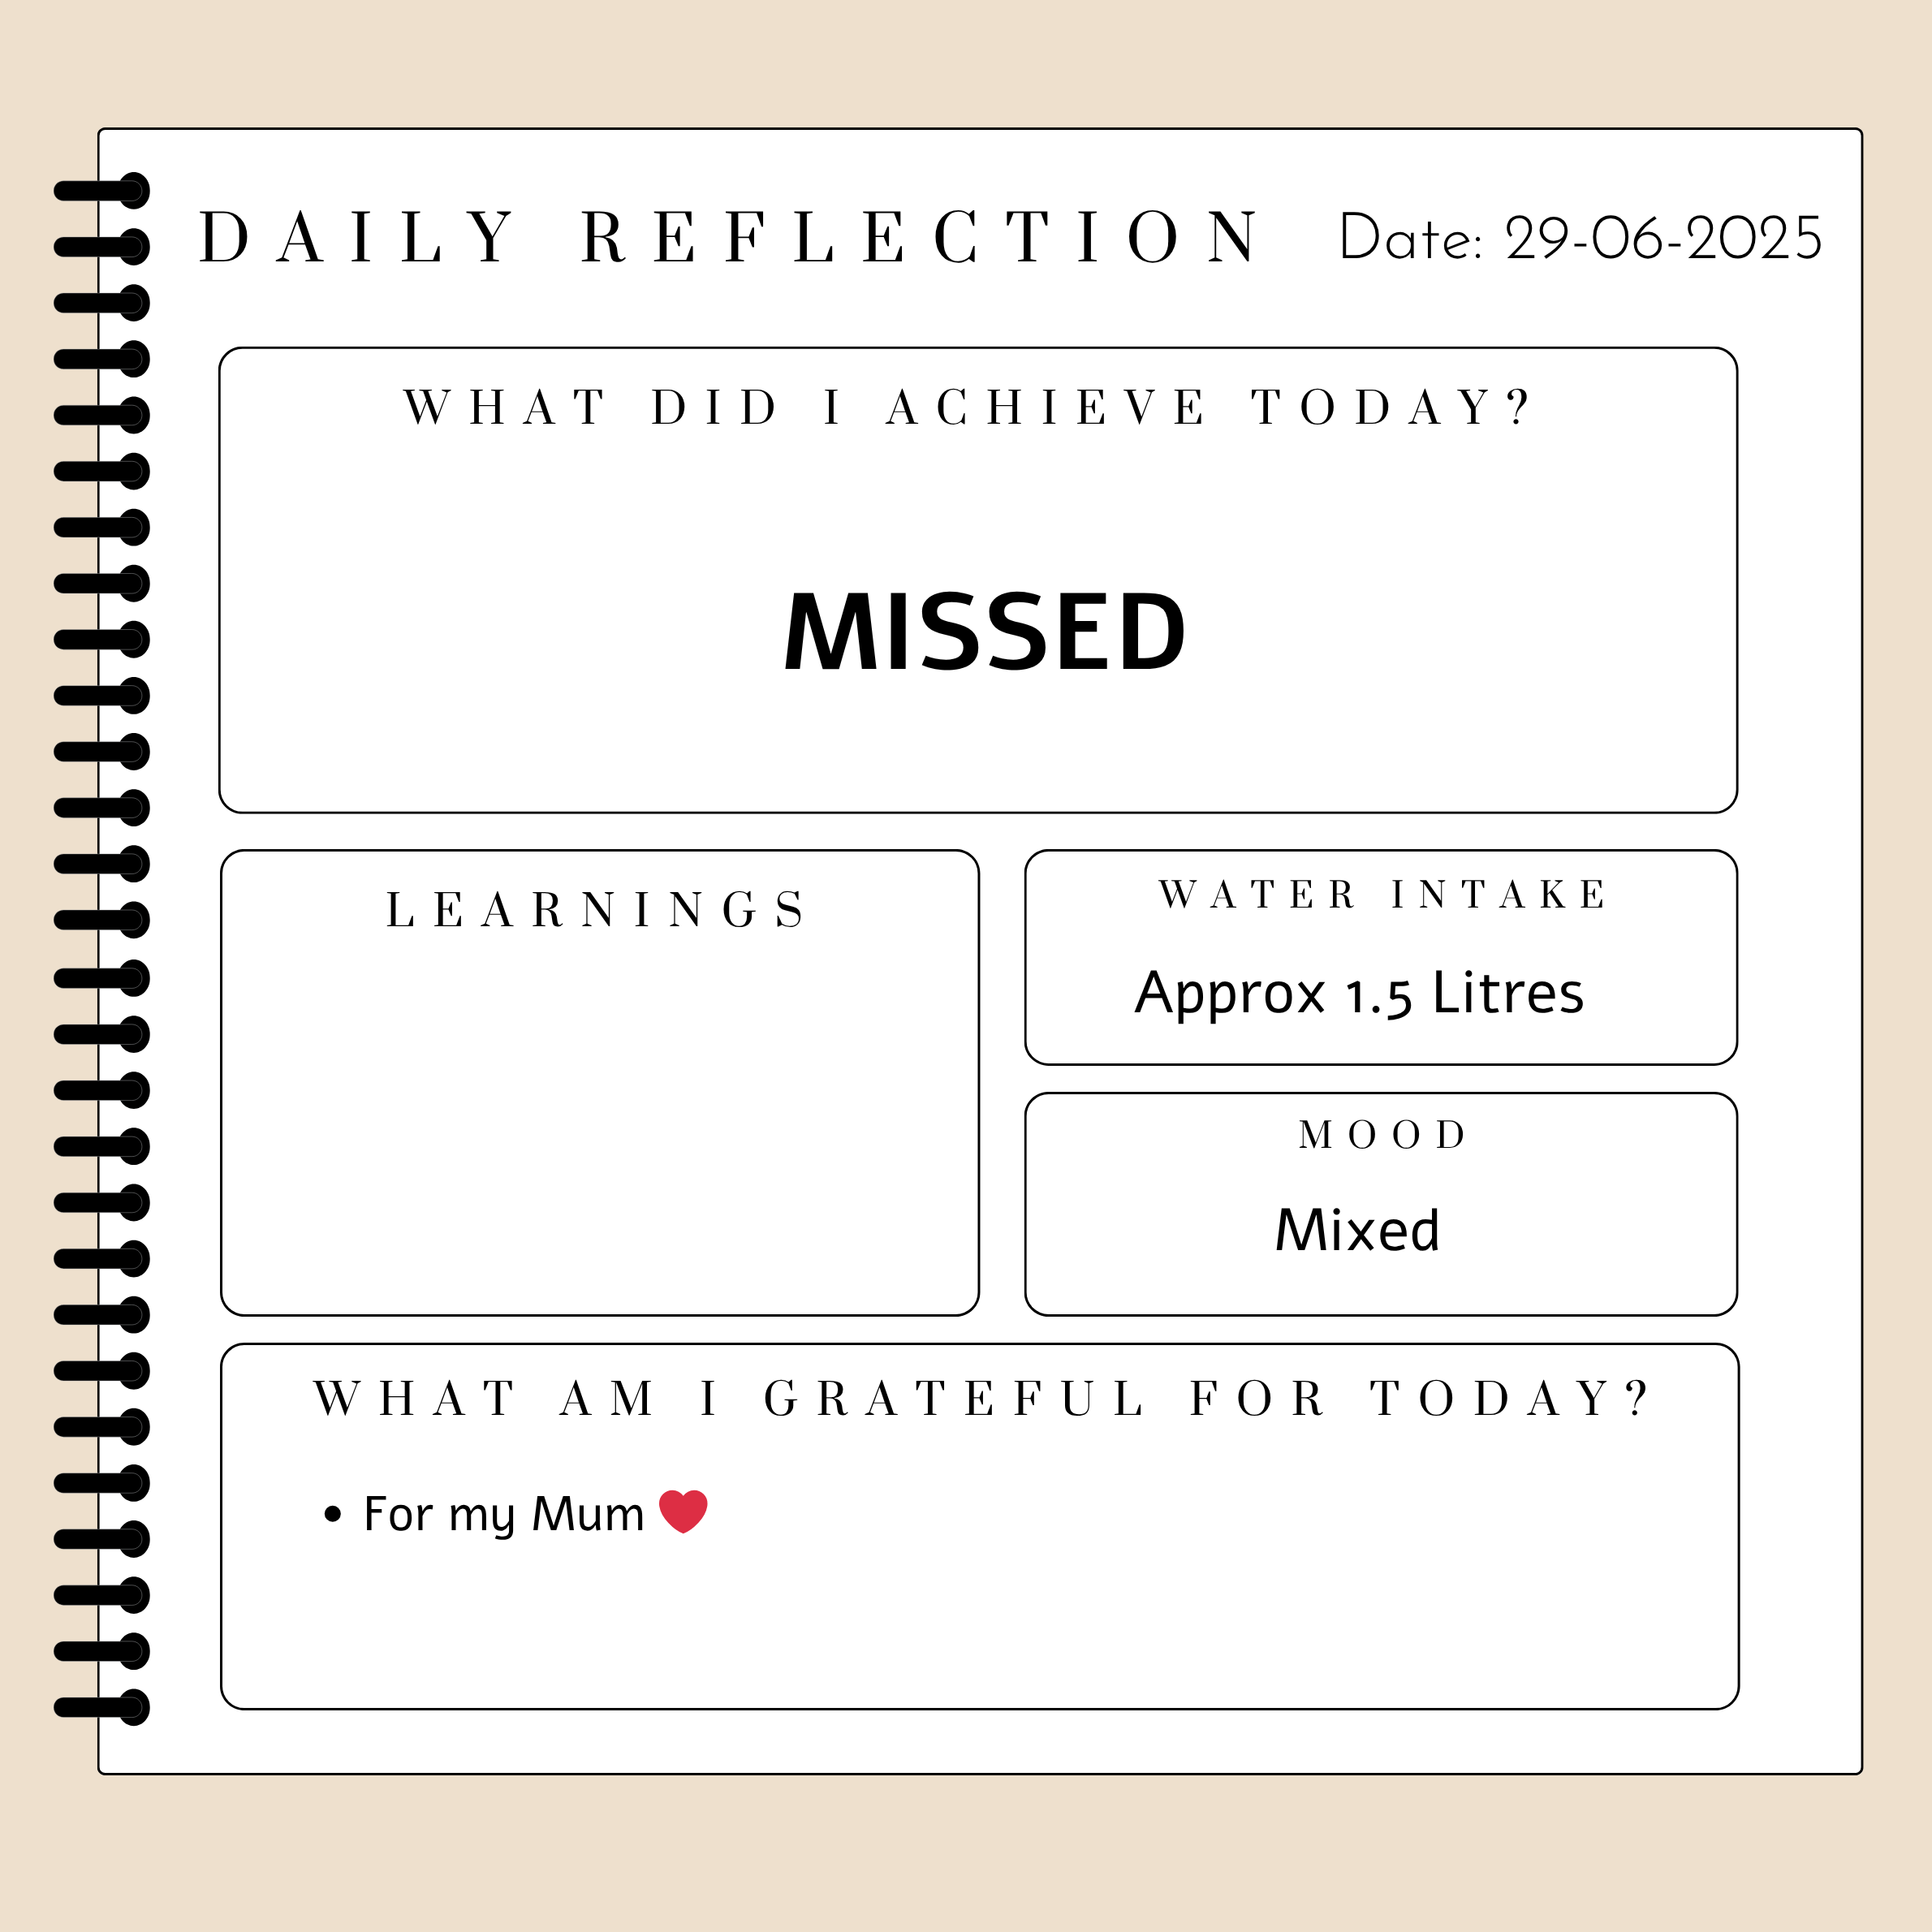 DAILY REFLECTION Date: 29-06-2025
WHAT DID I ACHIEVE TODAY?
MISSED
LEARNINGS
WATER INTAKE
Approx 1.5 Litres
MOOD
Mixed
WHAT AM I GRATEFUL FOR TODAY?
• For my Mum ❤️